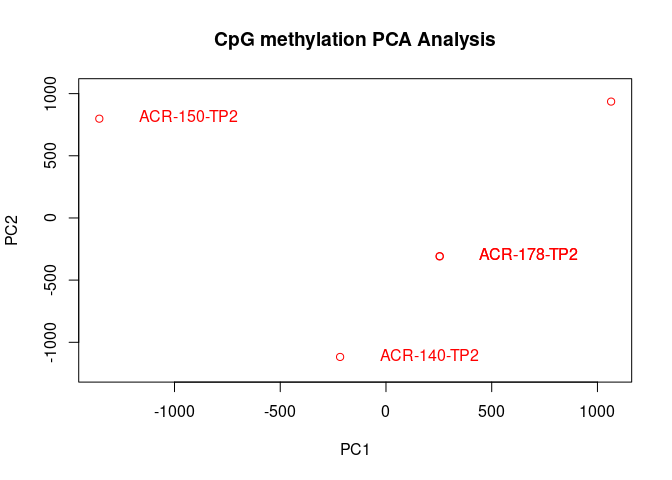 CpG methylation PCA Analysis
1000
500
0
-500
-1000
PC2
ACR-150-TP2
ACR-178-TP2
ACR-140-TP2
-1000 -500 0 500 1000
PC1